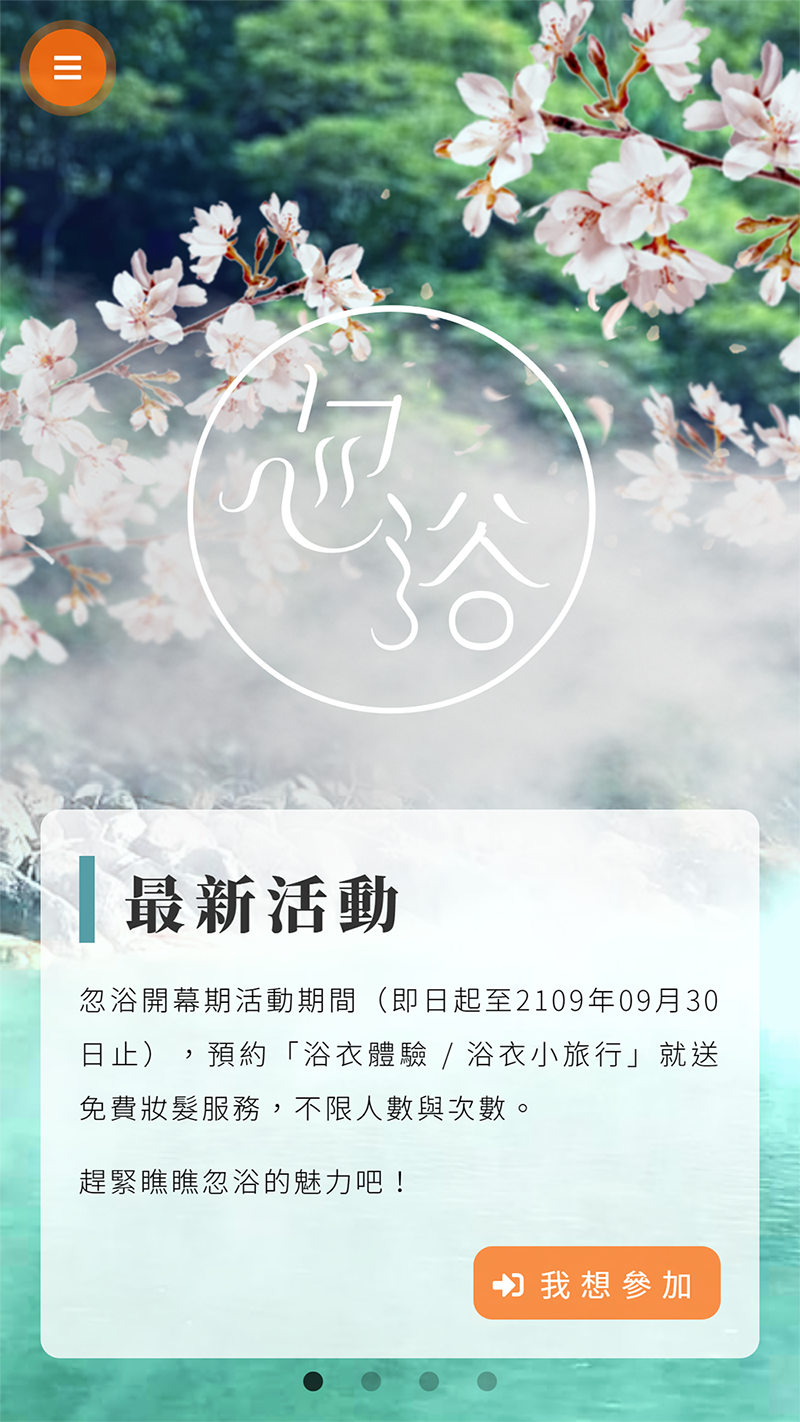 忽浴
最新活動
忽浴開幕期活動期間（即日起至2109年09月30
日止），預約「浴衣體驗 / 浴衣小旅行」就送
免費妝髮服務，不限人數與次數。
趕緊瞧瞧忽浴的魅力吧！
我想參加